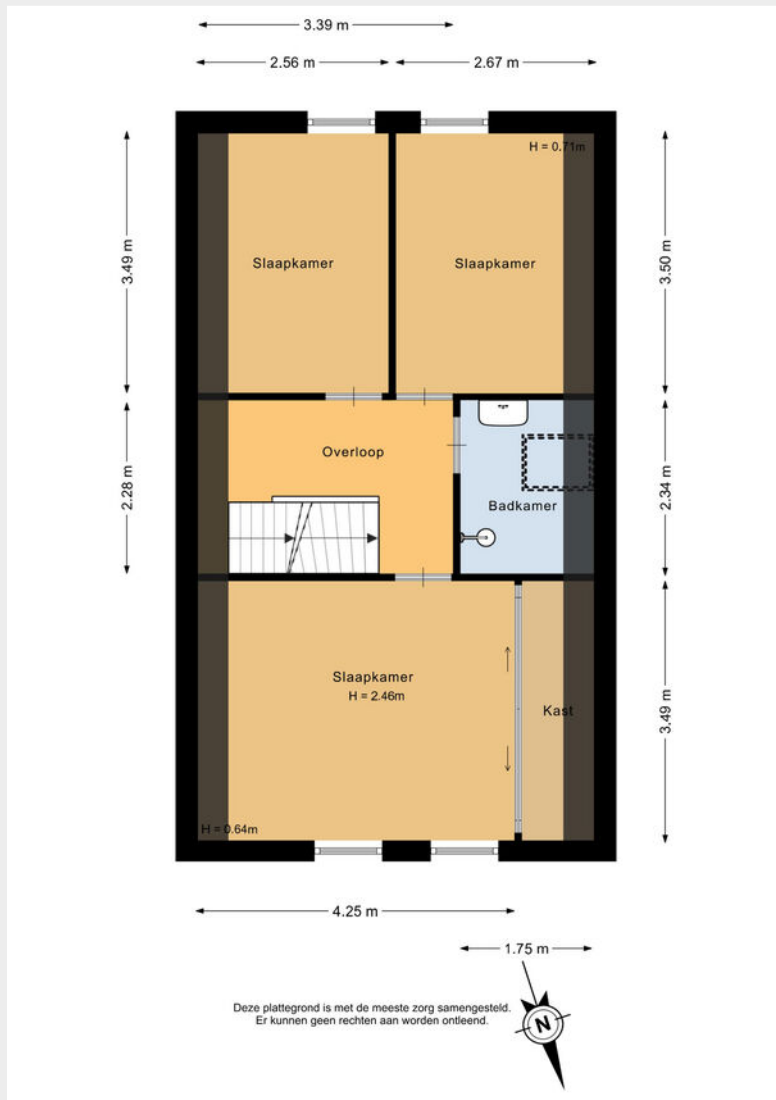 3.39 m
2.56 m
2.67 m
H = 0.71m
3.49 m
Slaapkamer
Slaapkamer
3.50 m
Overloop
2.28 m
Badkamer
2.34 m
Slaapkamer
H = 2.46m
Kast
3.49 m
H = 0.64m
4.25 m
1.75 m
Deze plattegrond is met de meeste zorg samengesteld.
Er kunnen geen rechten aan worden ontleend.
N